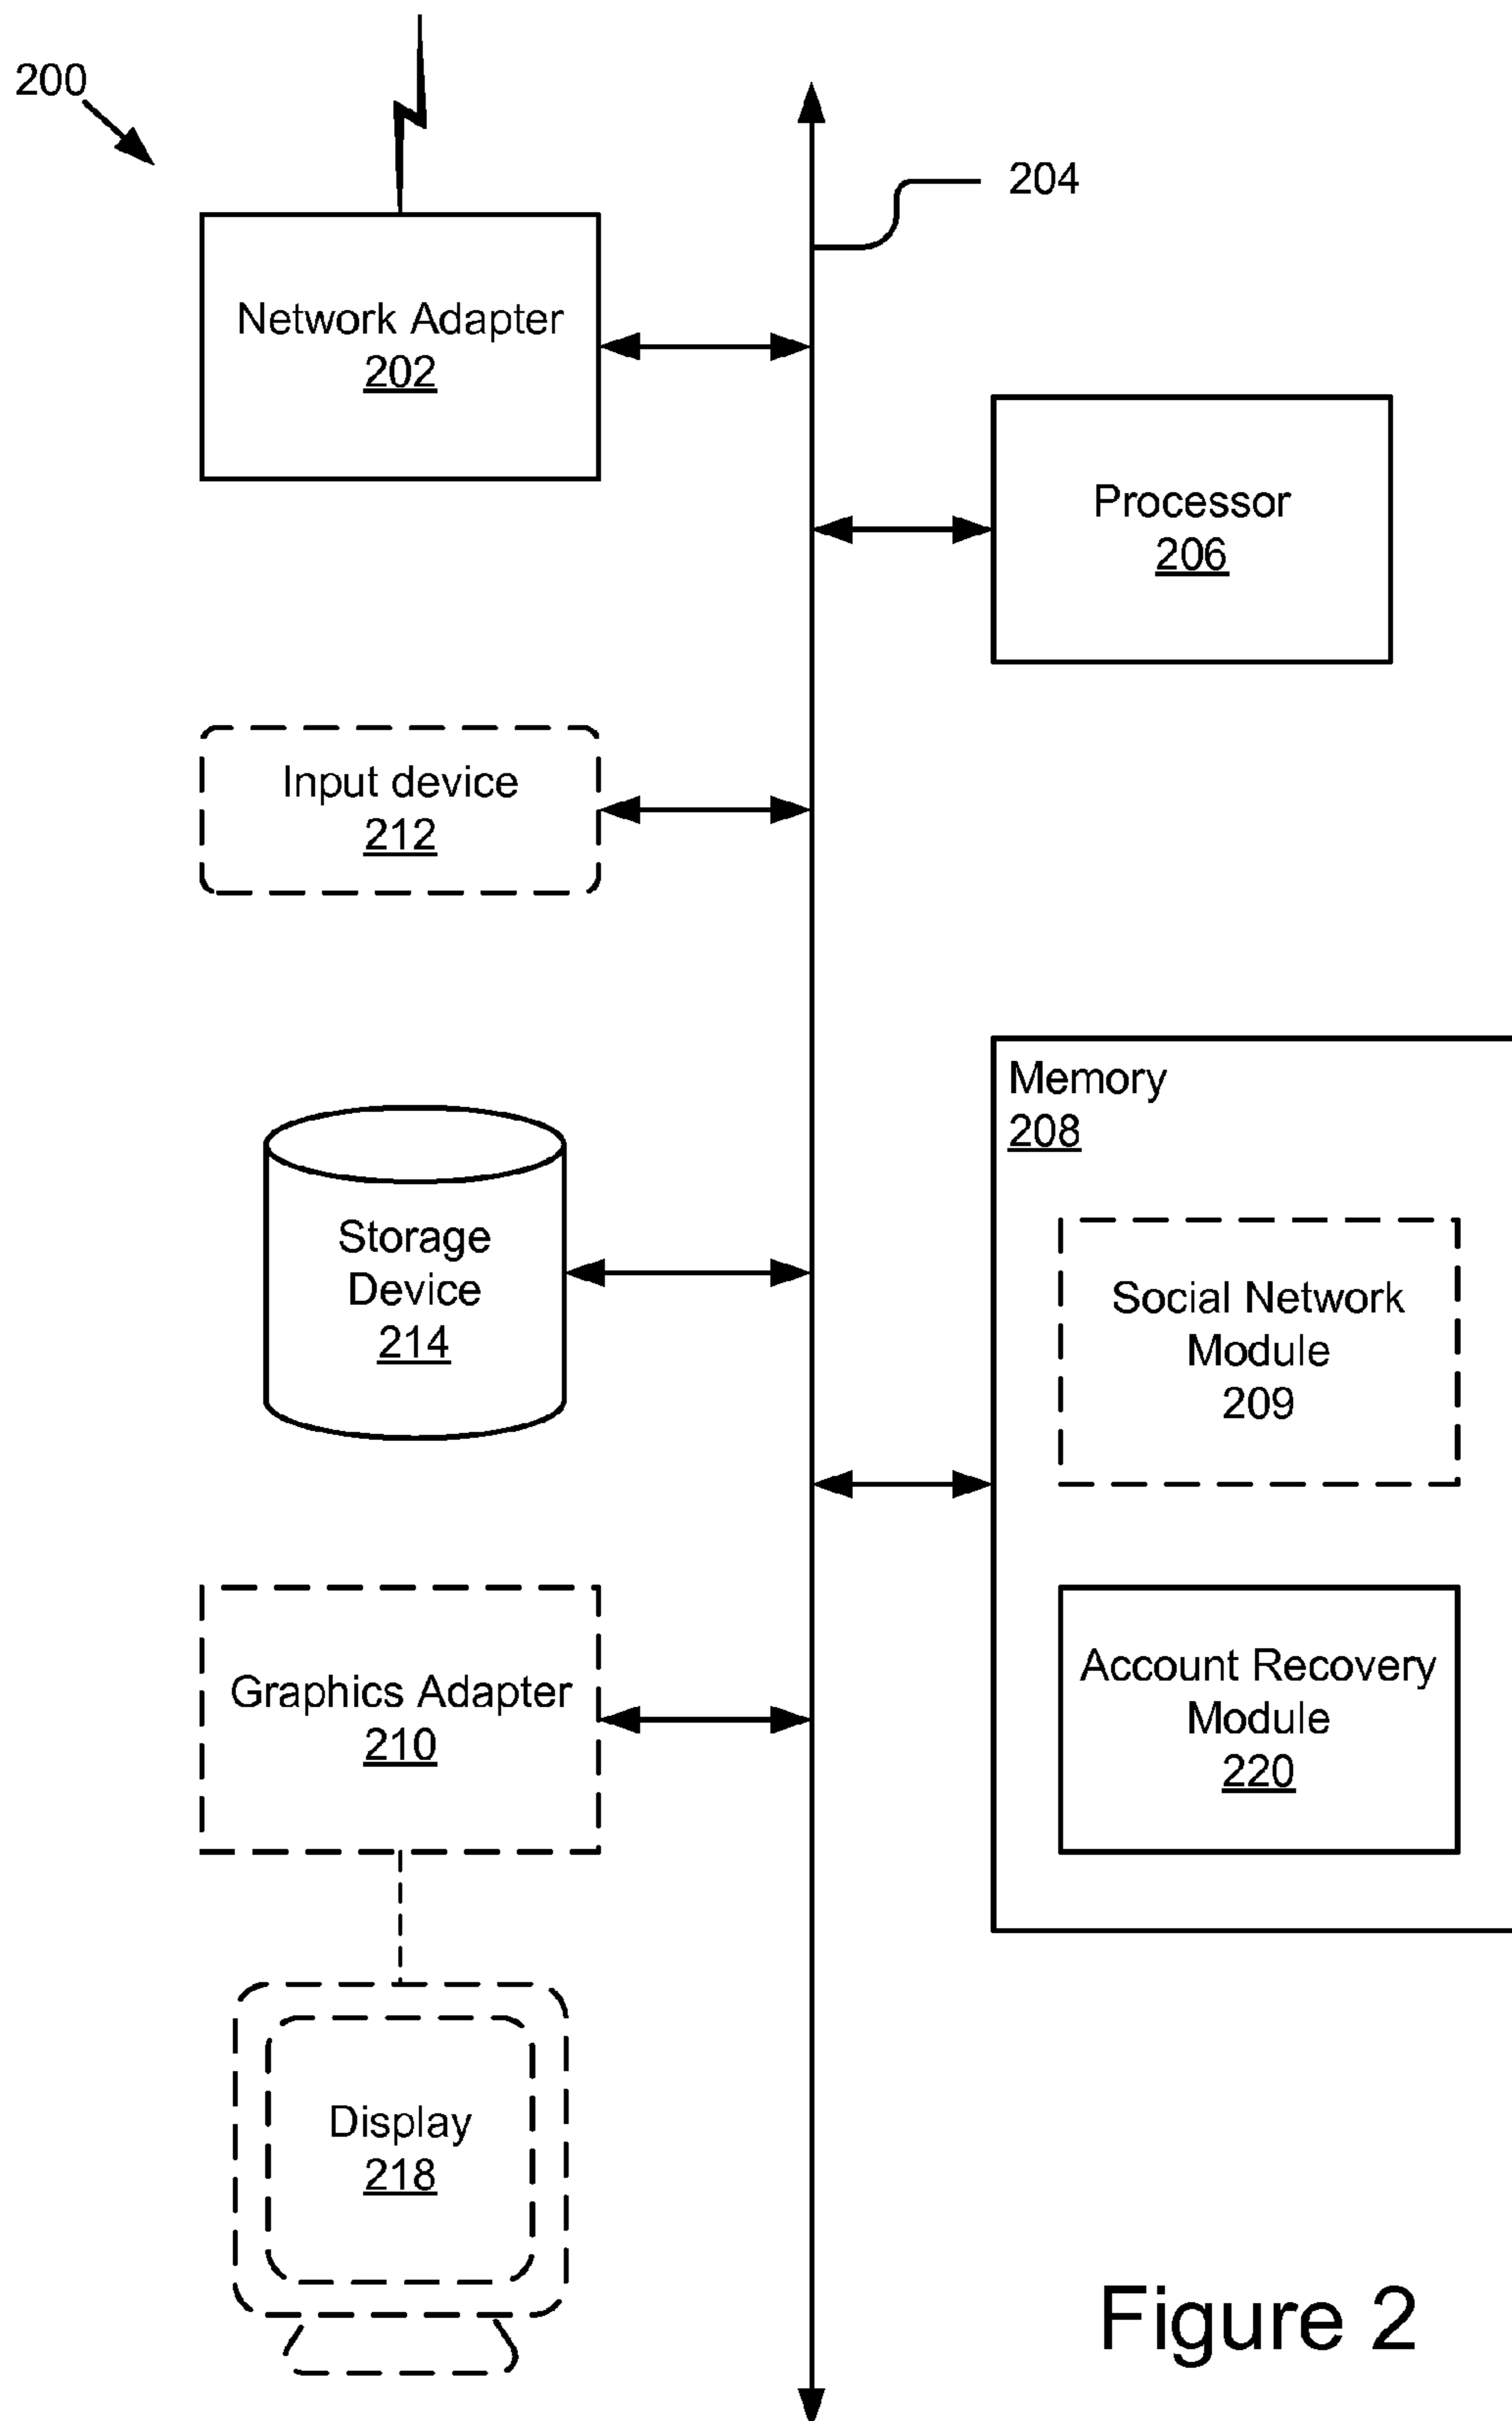 200
204
Network Adapter
202
Processor
206
Input device
212
Memory
208
Storage
Device
214
Social Network
Module
209
Graphics Adapter
210
Account Recovery
Module
220
Display
218
Figure 2